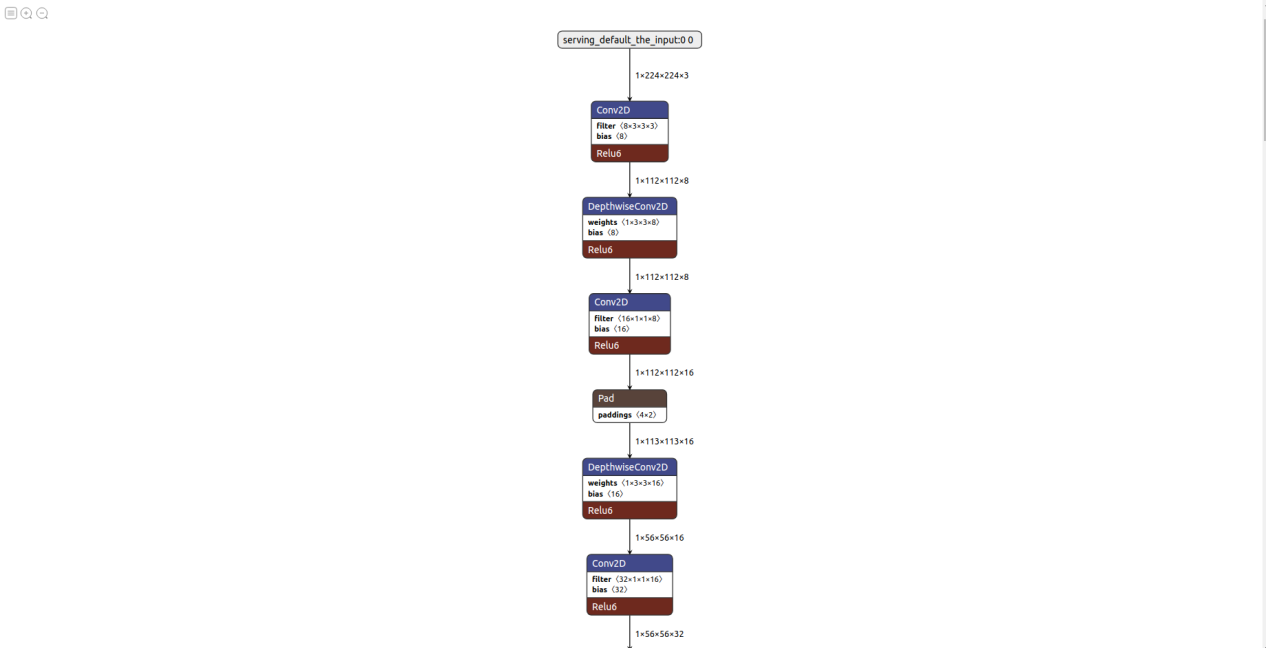 serving_default_the_input:0 0
1×224×224×3
Conv2D
filter ⟨8×3×3×3⟩
bias ⟨8⟩
Relu6
1×112×112×8
DepthwiseConv2D
weights ⟨1×3×3×8⟩
bias ⟨8⟩
Relu6
1×112×112×8
Conv2D
filter ⟨16×1×1×8⟩
bias ⟨16⟩
Relu6
1×112×112×16
Pad
paddings ⟨4×2⟩
1×113×113×16
DepthwiseConv2D
weights ⟨1×3×3×16⟩
bias ⟨16⟩
Relu6
1×56×56×16
Conv2D
filter ⟨32×1×1×16⟩
bias ⟨32⟩
Relu6
1×56×56×32